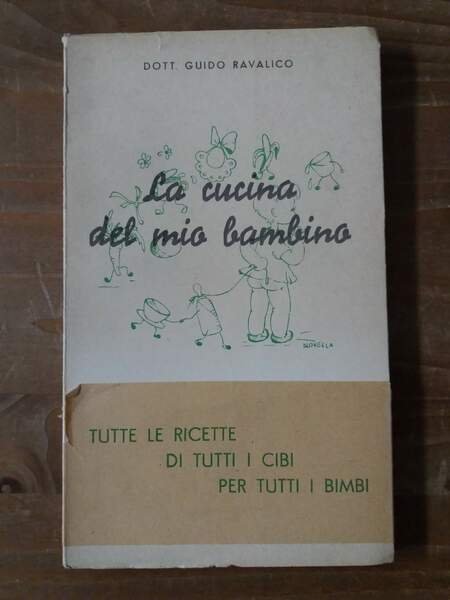 DOTT. GUIDO RAVALICO
La cucina
del mio bambino
TUTTE LE RICETTE
DI TUTTI I CIBI
PER TUTTI I BIMBI